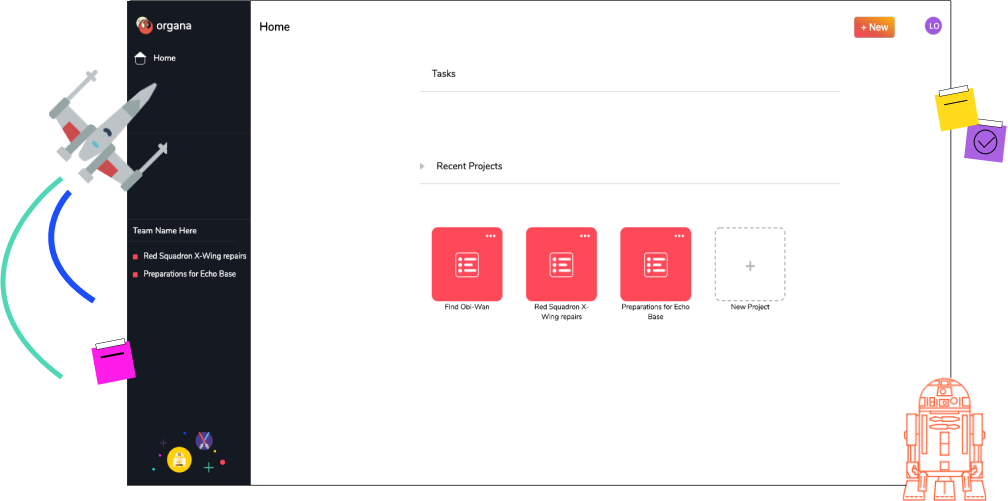 organa
Home
Home
+ New
LO
Tasks
Recent Projects
Team Name Here
Red Squadron X-Wing repairs
Preparations for Echo Base
Find Obi-Wan
Red Squadron X-
Wing repairs
Preparations for Echo
Base
+
New Project